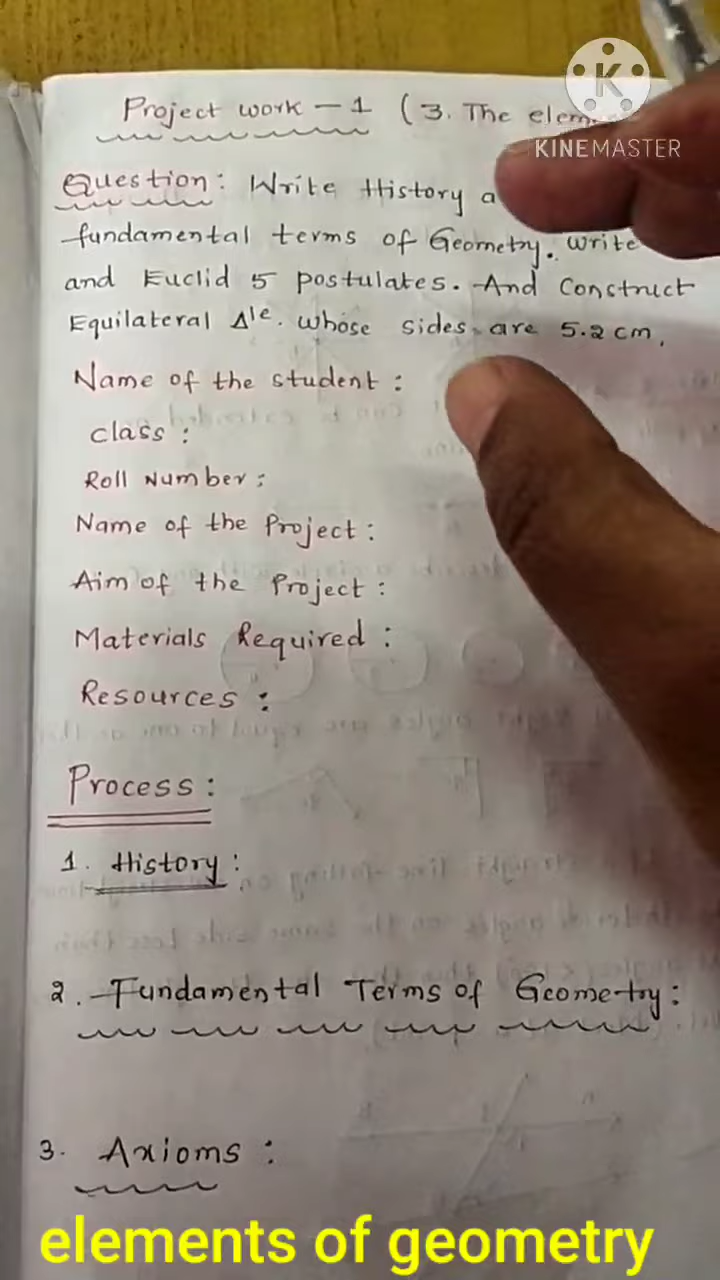 Project work - 1 (3. The elem
KINEMASTER
Question: Write History a
fundamental terms of Geometry. Write
and Euclid 5 postulates. And Construct
Equilateral Δle. whose sides are 5.2 cm.
Name of the student :
class :
Roll Number :
Name of the Project :
Aim of the Project :
Materials Required :
Resources :
Process :
1. History :
2. Fundamental Terms of Geometry :
3. Axioms :
elements of geometry